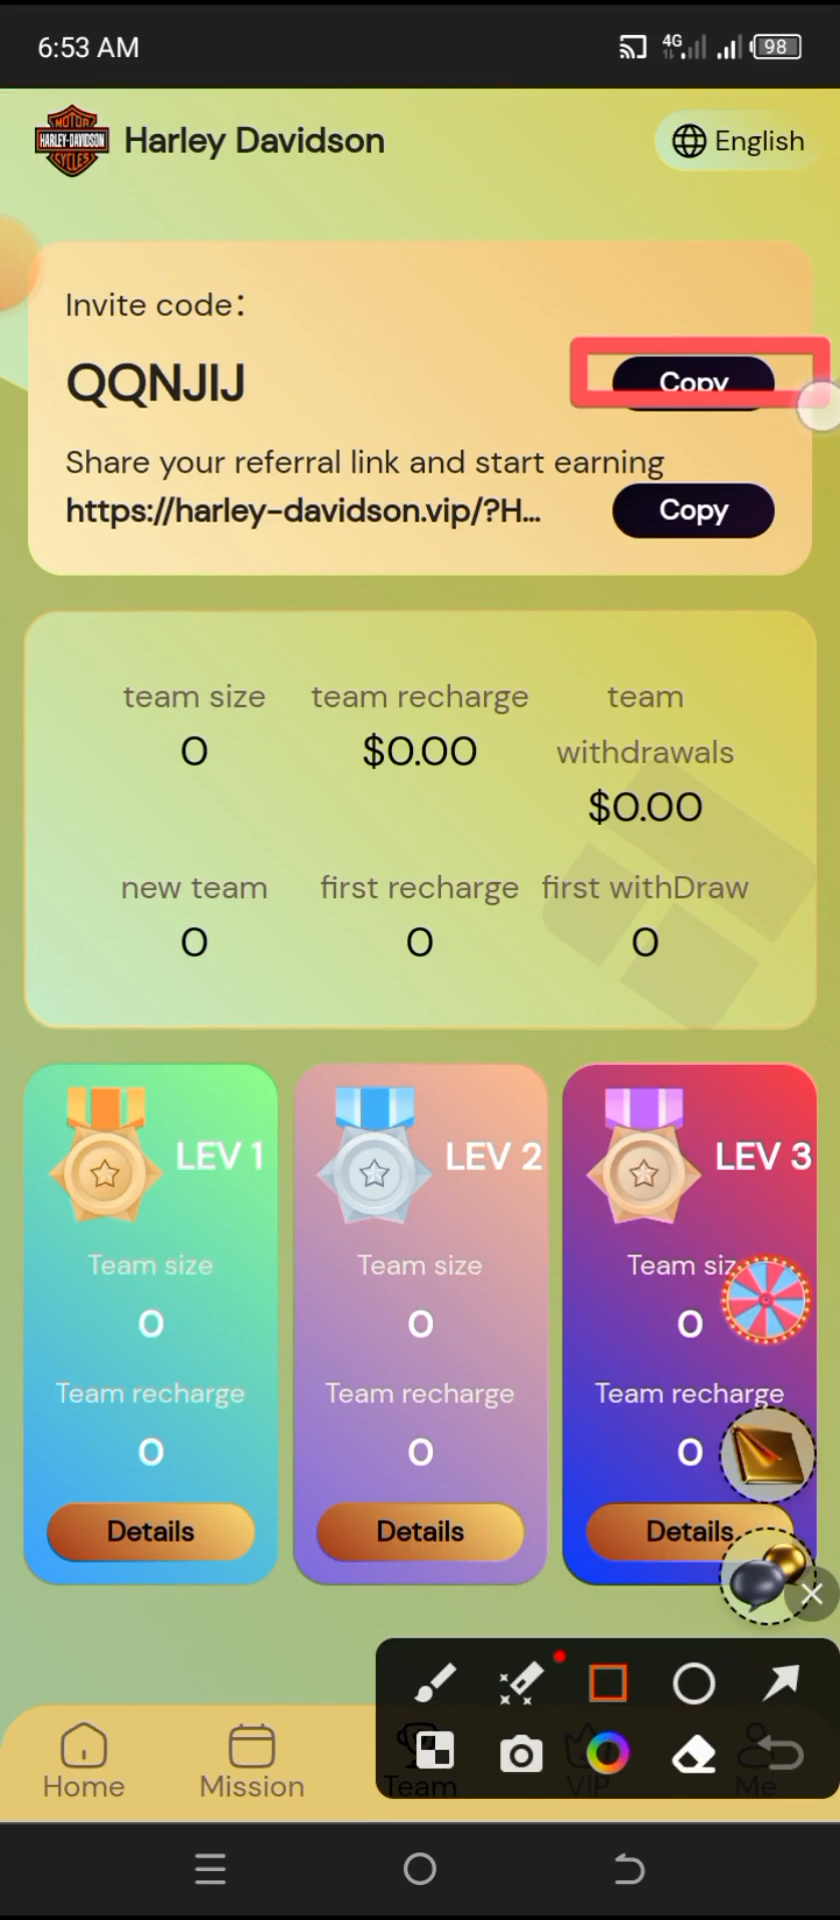 6:53 AM
4G
98
MOTOR
HARLEY-DAVIDSON
CYCLES
Harley Davidson
English
Invite code:
QQNJIJ
Copy
Share your referral link and start earning
https://harley-davidson.vip/?H...
Copy
team size
team recharge
team withdrawals
0
$0.00
$0.00
new team
first recharge
first withDraw
0
0
0
LEV 1
LEV 2
LEV 3
Team size
Team size
Team siz
0
0
0
Team recharge
Team recharge
Team recharge
0
0
0
Details
Details
Details
Home
Mission
Team
VIP
Me